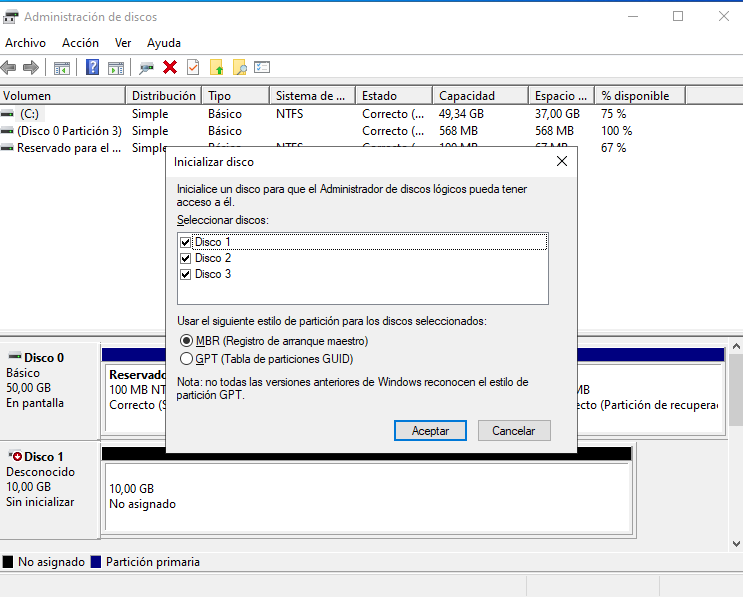 Administración de discos
Archivo Acción Ver Ayuda
Volumen Distribución Tipo Sistema de ... Estado Capacidad Espacio ... % disponible
(C:) Simple Básico NTFS Correcto (... 49,34 GB 37,00 GB 75 %
(Disco 0 Partición 3) Simple Básico Correcto (... 568 MB 568 MB 100 %
Reservado para el ... Simple Básico NTFS Correcto (... 100 MB 67 MB 67 %
Inicializar disco
Inicialice un disco para que el Administrador de discos lógicos pueda tener
acceso a él.
Seleccionar discos:
Disco 1
Disco 2
Disco 3
Usar el siguiente estilo de partición para los discos seleccionados:
MBR (Registro de arranque maestro)
GPT (Tabla de particiones GUID)
Nota: no todas las versiones anteriores de Windows reconocen el estilo de
partición GPT.
Aceptar Cancelar
Disco 0
Básico
50,00 GB
En pantalla
Reservado
100 MB NT
Correcto (S
MB
ecto (Partición de recupera
Disco 1
Desconocido
10,00 GB
Sin inicializar
10,00 GB
No asignado
No asignado Partición primaria